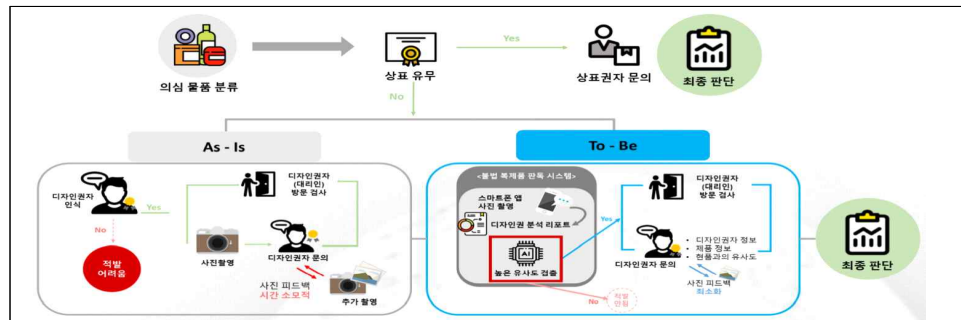 의심 물품 분류
상표 유무
Yes
상표권자 문의
최종 판단
No
As - Is
디자인권자
인식
Yes
No
적발
어려움
사진촬영
디자인권자
(대리인)
방문 검사
디자인권자 문의
사진 피드백
시간 소모적
추가 촬영
To - Be
<불법 복제품 판독 시스템>
스마트폰 앱
사진 촬영
디자인권 분석 리포트
AI
높은 유사도 검출
Yes
No
적발
안됨
디자인권자
(대리인)
방문 검사
디자인권자 문의
• 디자인권자 정보
• 제품 정보
• 현품과의 유사도
사진 피드백
최소화
최종 판단